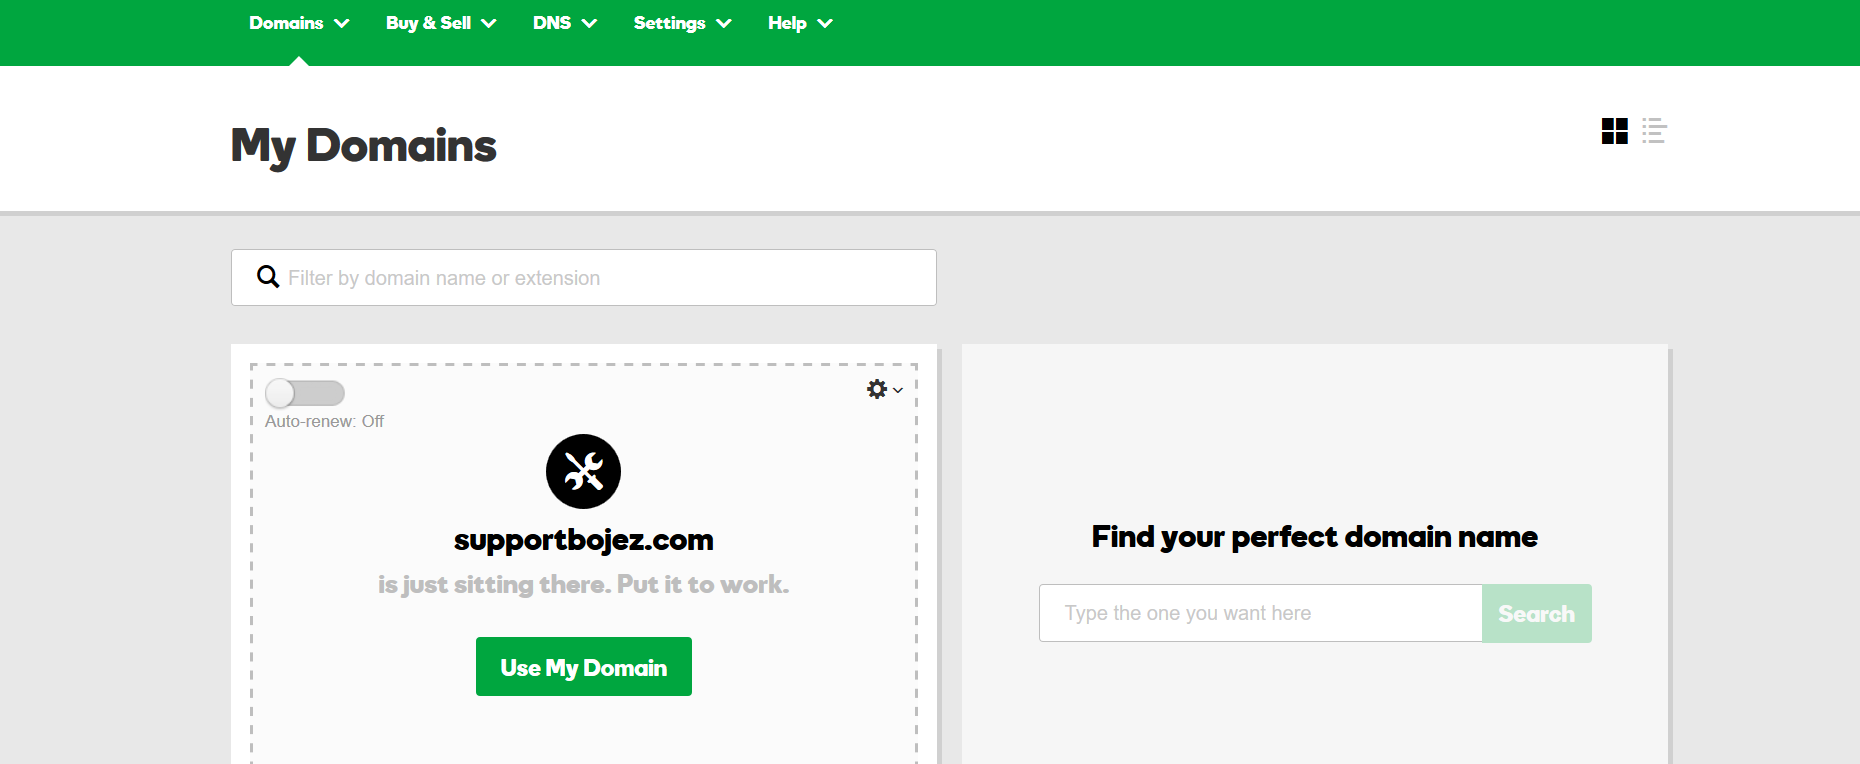 Domains Buy & Sell DNS Settings Help
My Domains
Filter by domain name or extension
Auto-renew: Off
supportbojez.com
is just sitting there. Put it to work.
Use My Domain
Find your perfect domain name
Type the one you want here Search